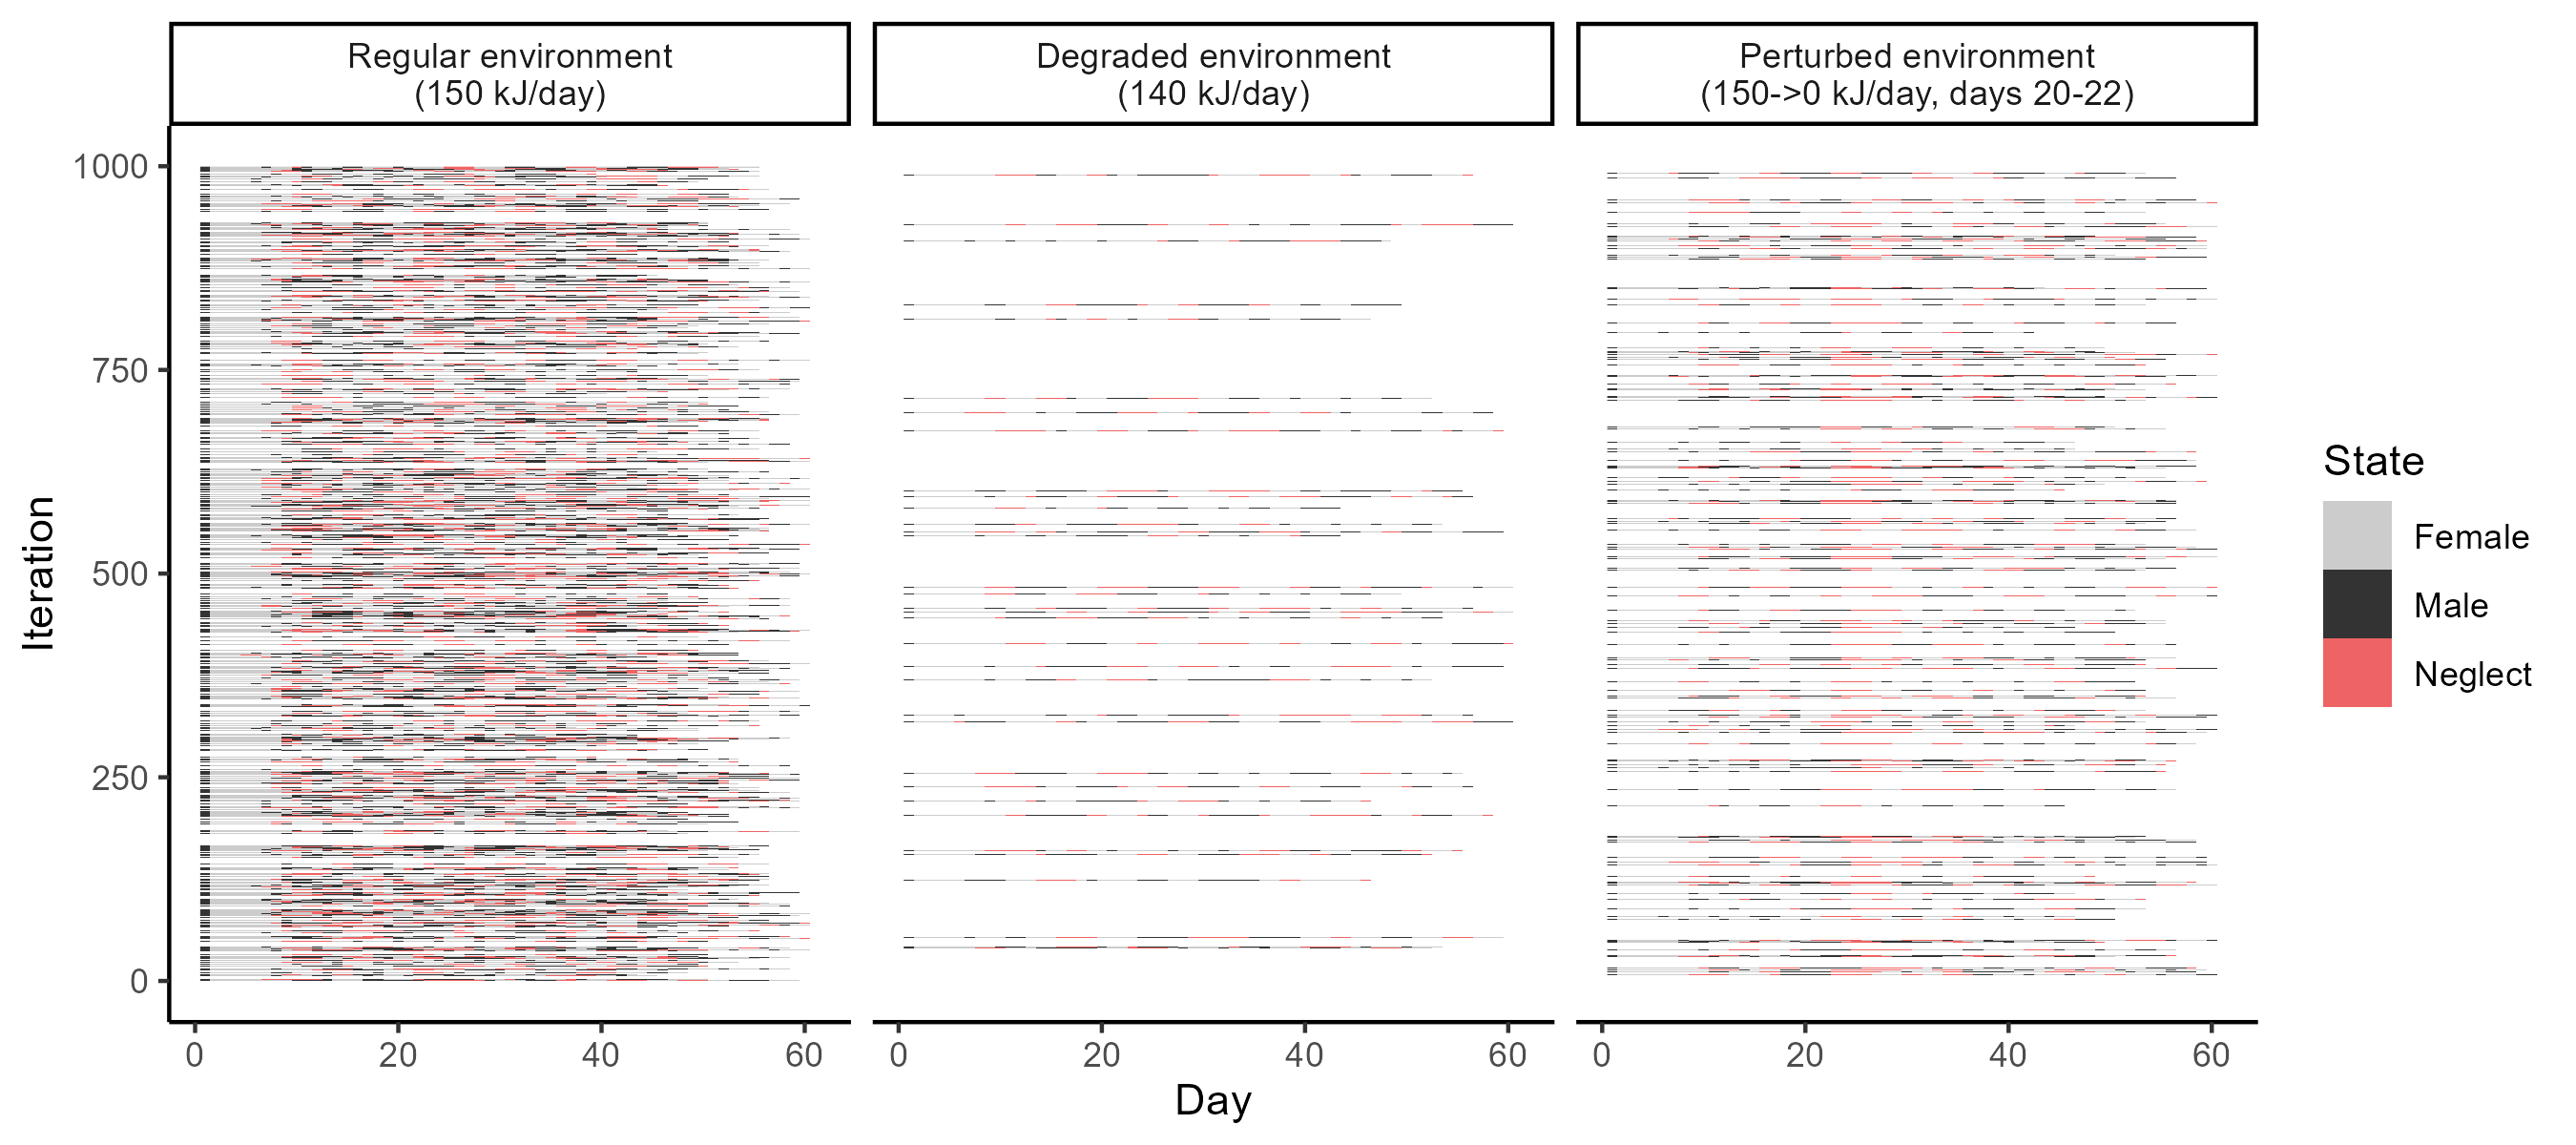 Regular environment
(150 kJ/day)
Degraded environment
(140 kJ/day)
Perturbed environment
(150->0 kJ/day, days 20-22)
1000
750
500
250
0
Iteration
0 20 40 60
0 20 40 60
0 20 40 60
Day
State
Female
Male
Neglect